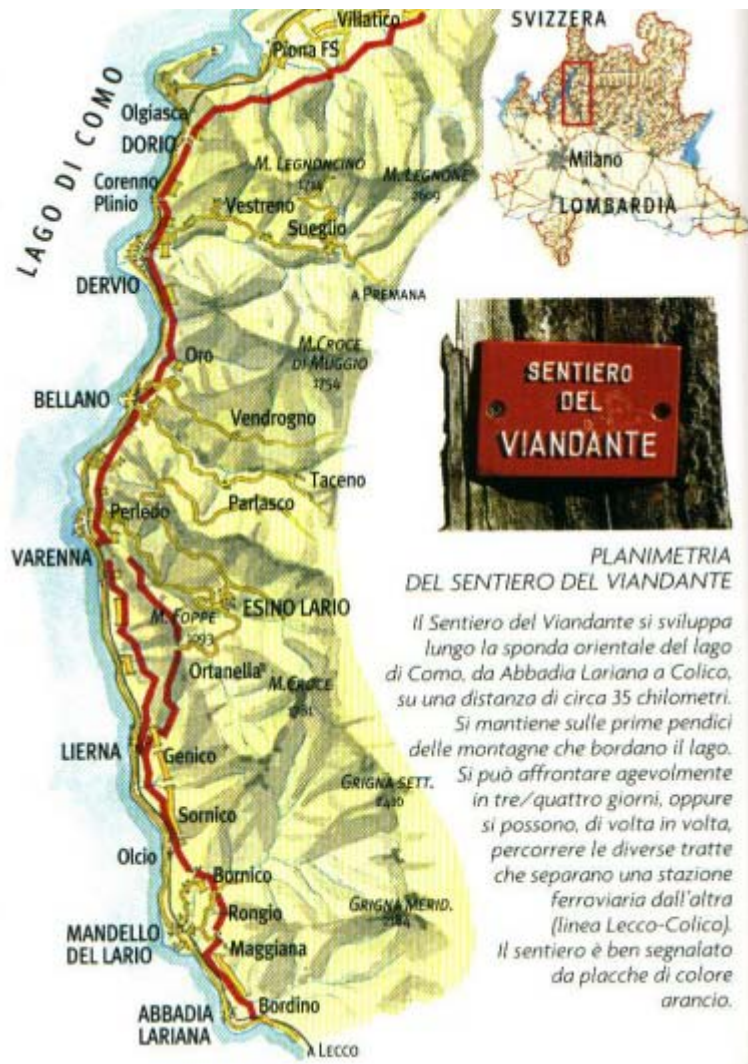 SVIZZERA
Milano
LOMBARDIA
LAGO DI COMO
Villatico
Piona FS
Olgiasca
DORIO
M. LEGNONCINO
M. LEGNONE
2609
Corenno
Plinio
Vestreno
Sueglio
DERVIO
A PREMANA
Oro
M. CROCE
DI MUGGIO
1754
BELLANO
Vendrogno
Taceno
Parlasco
Perledo
VARENNA
ESINO LARIO
M. FOPPE
1093
Ortanella
M. CROCE
LIERNA
Genico
GRIGNA SETT.
Sornico
Olcio
Bornico
Rongio
GRIGNA MERID.
MANDELLO
DEL LARIO
Maggiana
ABBADIA
LARIANA
Bordino
A LECCO
SENTIERO
DEL
VIANDANTE
PLANIMETRIA
DEL SENTIERO DEL VIANDANTE
Il Sentiero del Viandante si sviluppa
lungo la sponda orientale del lago
di Como, da Abbadia Lariana a Colico,
su una distanza di circa 35 chilometri.
Si mantiene sulle prime pendici
delle montagne che bordano il lago.
Si può affrontare agevolmente
in tre/quattro giorni, oppure
si possono, di volta in volta,
percorrere le diverse tratte
che separano una stazione
ferroviaria dall'altra
(linea Lecco-Colico).
Il sentiero è ben segnalato
da placche di colore
arancio.